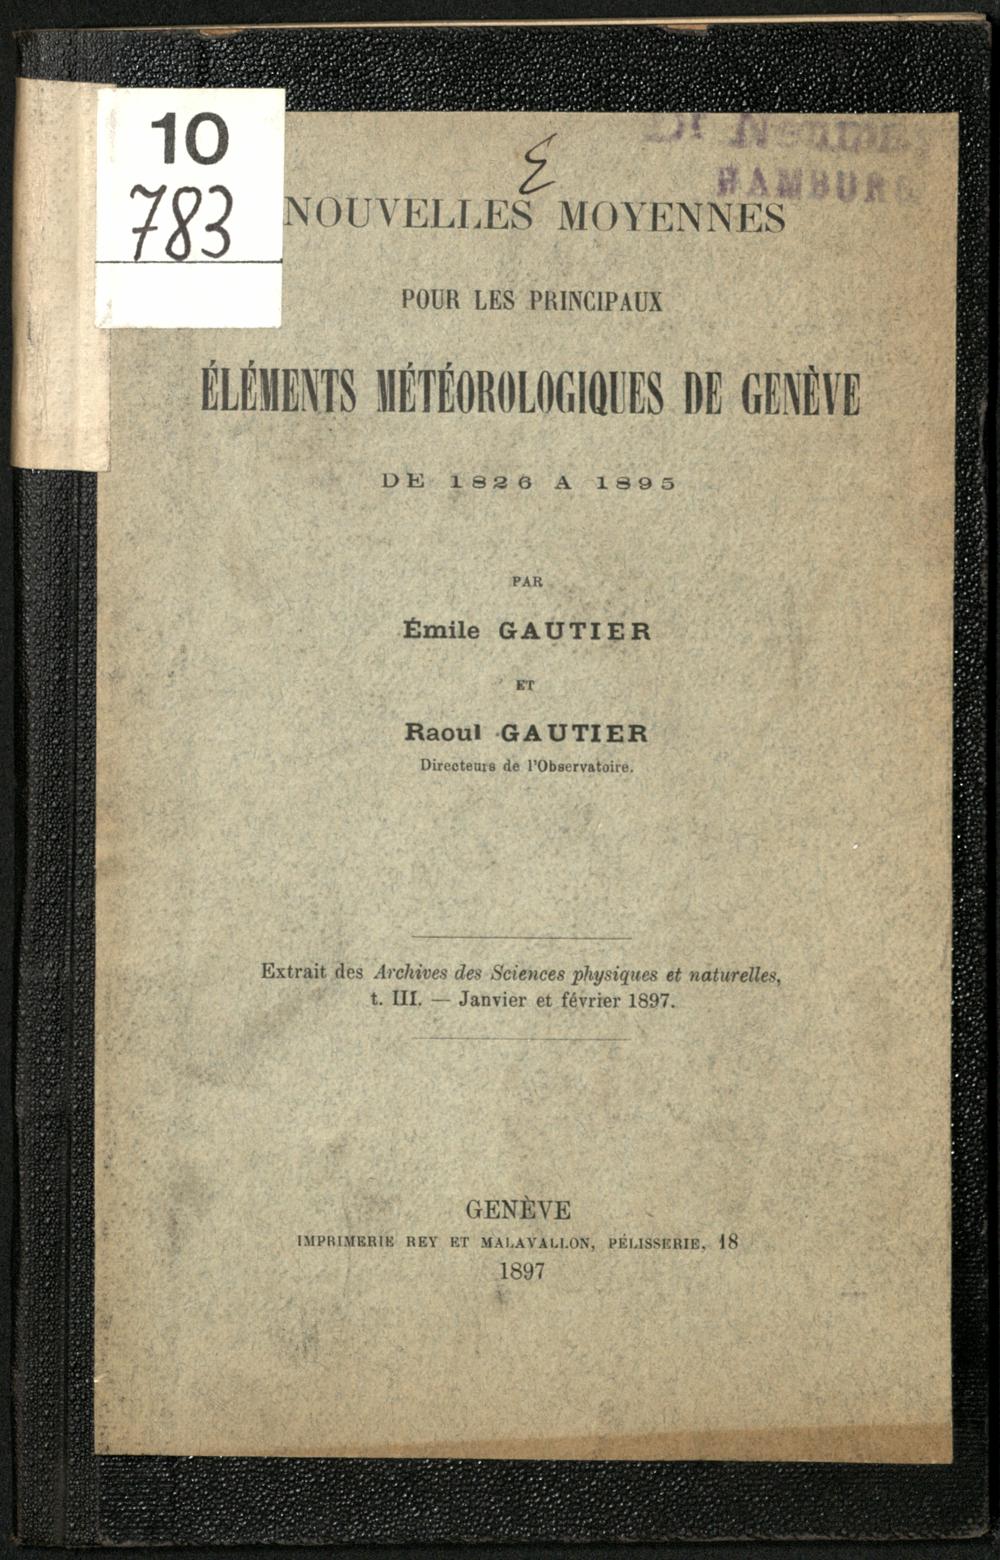 10
783
Dr
HAMBURG
NOUVELLES MOYENNES
POUR LES PRINCIPAUX
ÉLÉMENTS MÉTÉOROLOGIQUES DE GENÈVE
DE 1826 A 1895
PAR
Émile GAUTIER
ET
Raoul GAUTIER
Directeurs de l'Observatoire.
Extrait des Archives des Sciences physiques et naturelles,
t. III. — Janvier et février 1897.
GENÈVE
IMPRIMERIE REY ET MALAVALLON, PÉLISSERIE, 18
1897